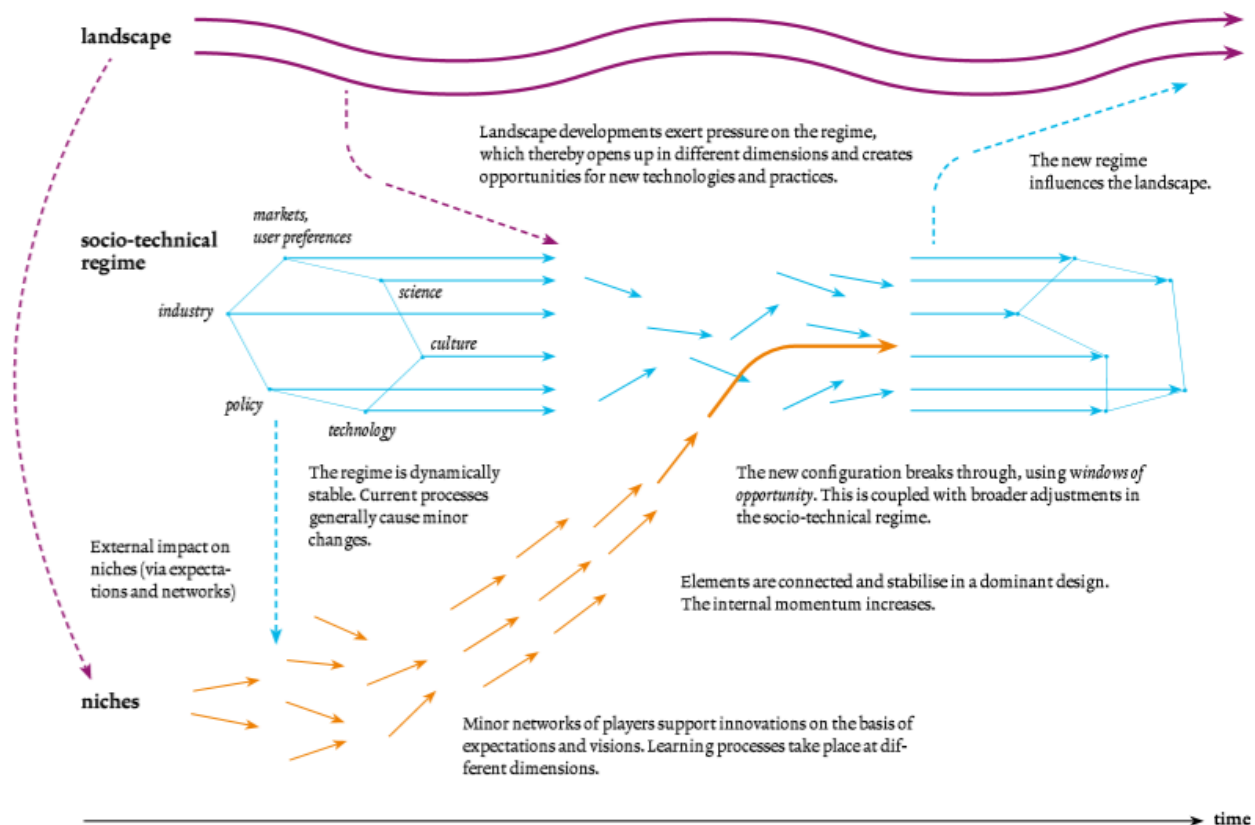 landscape
Landscape developments exert pressure on the regime,
which thereby opens up in different dimensions and creates
opportunities for new technologies and practices.
The new regime
influences the landscape.
markets,
user preferences
socio-technical
regime
science
industry
culture
policy
technology
The regime is dynamically
stable. Current processes
generally cause minor
changes.
The new configuration breaks through, using windows of
opportunity. This is coupled with broader adjustments in
the socio-technical regime.
External impact on
niches (via expecta-
tions and networks)
Elements are connected and stabilise in a dominant design.
The internal momentum increases.
niches
Minor networks of players support innovations on the basis of
expectations and visions. Learning processes take place at dif-
ferent dimensions.
time